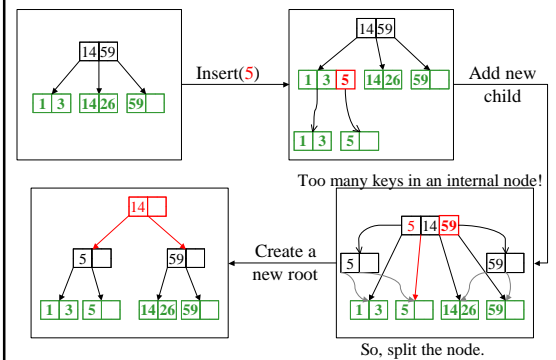 14 59
1 3 14 26 59
Insert(5)
14 59
1 3 5 14 26 59
1 3 5
Add new
child
Too many keys in an internal node!
5 14 59
5 59
1 3 5 14 26 59
So, split the node.
Create a
new root
14
5 59
1 3 5 14 26 59